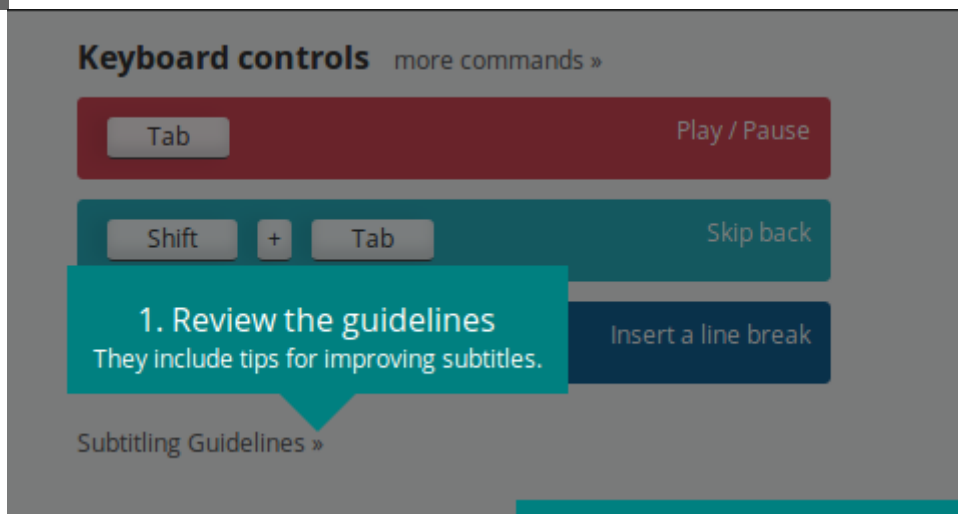 Keyboard controls more commands »
Tab Play / Pause
Shift + Tab Skip back
1. Review the guidelines
They include tips for improving subtitles.
Insert a line break
Subtitling Guidelines »